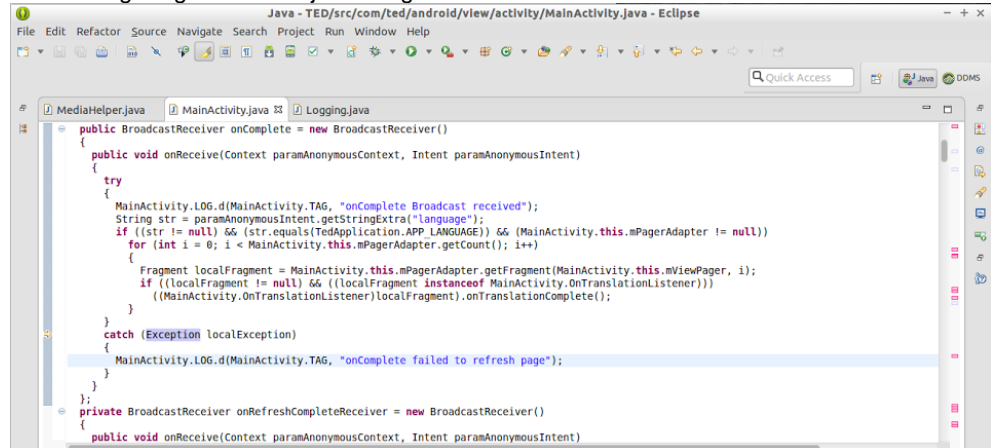 Java - TED/src/com/ted/android/view/activity/MainActivity.java - Eclipse
File Edit Refactor Source Navigate Search Project Run Window Help
Quick Access Java DDMS
MediaHelper.java MainActivity.java Logging.java
public BroadcastReceiver onComplete = new BroadcastReceiver()
{
public void onReceive(Context paramAnonymousContext, Intent paramAnonymousIntent)
{
try
{
MainActivity.LOG.d(MainActivity.TAG, "onComplete Broadcast received");
String str = paramAnonymousIntent.getStringExtra("language");
if ((str != null) && (str.equals(TedApplication.APP_LANGUAGE)) && (MainActivity.this.mPagerAdapter != null))
for (int i = 0; i < MainActivity.this.mPagerAdapter.getCount(); i++)
{
Fragment localFragment = MainActivity.this.mPagerAdapter.getFragment(MainActivity.this.mViewPager, i);
if ((localFragment != null) && ((localFragment instanceof MainActivity.OnTranslationListener)))
((MainActivity.OnTranslationListener)localFragment).onTranslationComplete();
}
}
catch (Exception localException)
{
MainActivity.LOG.d(MainActivity.TAG, "onComplete failed to refresh page");
}
}
};
private BroadcastReceiver onRefreshCompleteReceiver = new BroadcastReceiver()
{
public void onReceive(Context paramAnonymousContext, Intent paramAnonymousIntent)